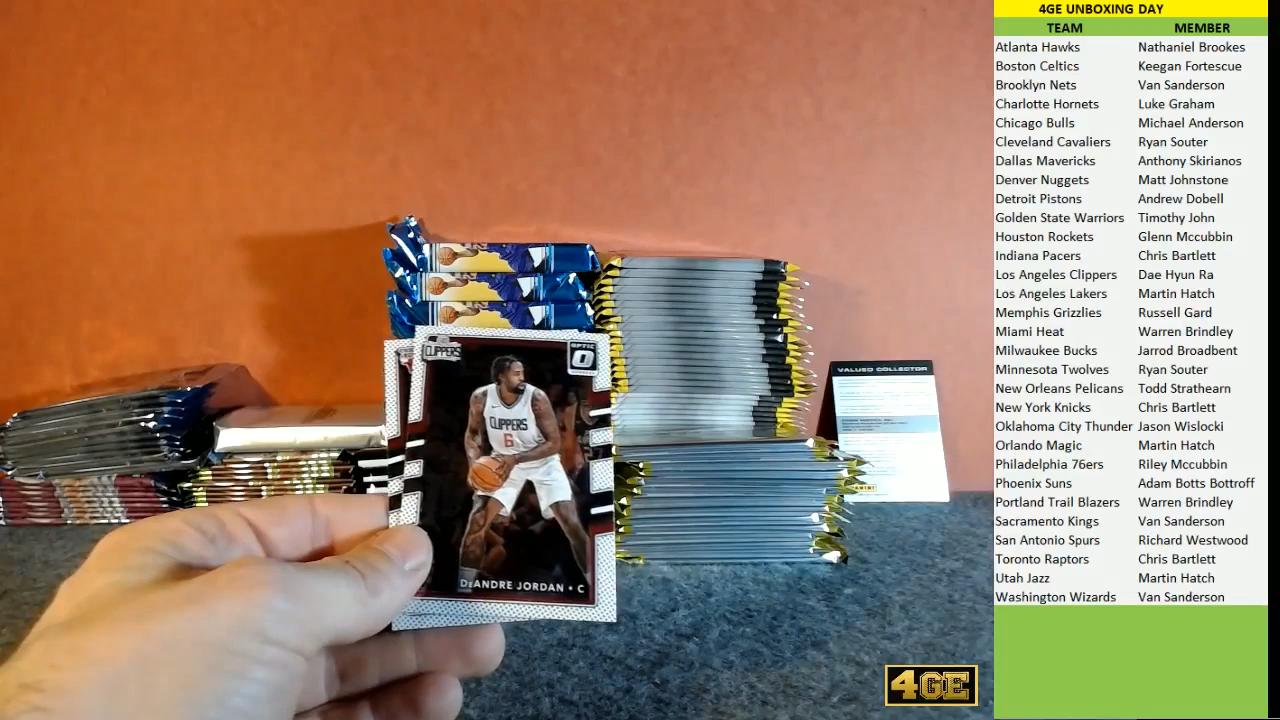 4GE UNBOXING DAY
TEAM MEMBER
Atlanta Hawks Nathaniel Brookes
Boston Celtics Keegan Fortescue
Brooklyn Nets Van Sanderson
Charlotte Hornets Luke Graham
Chicago Bulls Michael Anderson
Cleveland Cavaliers Ryan Souter
Dallas Mavericks Anthony Skirianos
Denver Nuggets Matt Johnstone
Detroit Pistons Andrew Dobell
Golden State Warriors Timothy John
Houston Rockets Glenn Mccubbin
Indiana Pacers Chris Bartlett
Los Angeles Clippers Dae Hyun Ra
Los Angeles Lakers Martin Hatch
Memphis Grizzlies Russell Gard
Miami Heat Warren Brindley
Milwaukee Bucks Jarrod Broadbent
Minnesota Twolves Ryan Souter
New Orleans Pelicans Todd Strathearn
New York Knicks Chris Bartlett
Oklahoma City Thunder Jason Wislocki
Orlando Magic Martin Hatch
Philadelphia 76ers Riley Mccubbin
Phoenix Suns Adam Botts Bottroff
Portland Trail Blazers Warren Brindley
Sacramento Kings Van Sanderson
San Antonio Spurs Richard Westwood
Toronto Raptors Chris Bartlett
Utah Jazz Martin Hatch
Washington Wizards Van Sanderson
CLIPPERS
OPTIC
CLIPPERS
6
DeANDRE JORDAN • C
VALUED COLLECTOR
PANINI
4GE